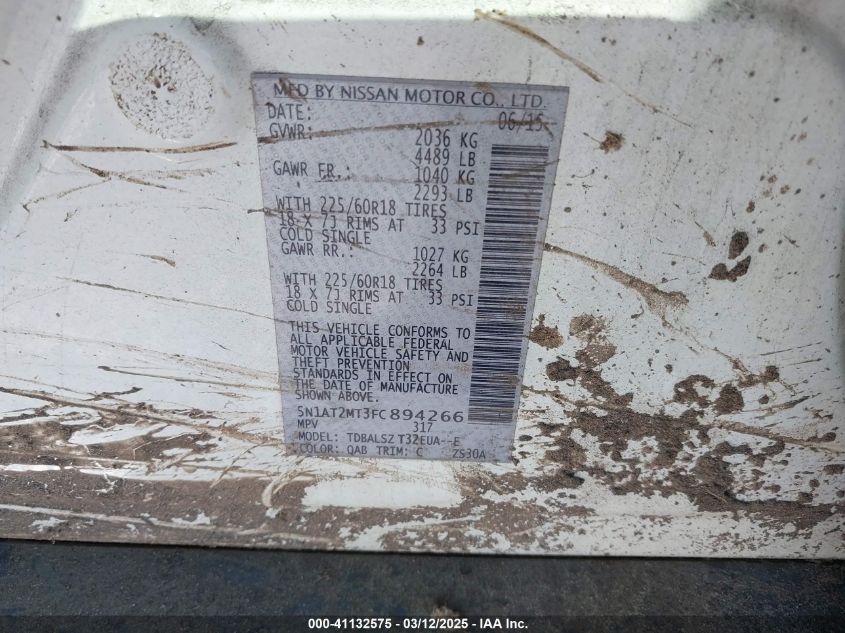 MFD BY NISSAN MOTOR CO., LTD.
DATE: 06/15
GVWR: 2036 KG
4489 LB
GAWR FR.: 1040 KG
2293 LB
WITH 225/60R18 TIRES
18 X 7J RIMS AT 33 PSI
COLD SINGLE
GAWR RR.: 1027 KG
2264 LB
WITH 225/60R18 TIRES
18 X 7J RIMS AT 33 PSI
COLD SINGLE
THIS VEHICLE CONFORMS TO
ALL APPLICABLE FEDERAL
MOTOR VEHICLE SAFETY AND
THEFT PREVENTION
STANDARDS IN EFFECT ON
THE DATE OF MANUFACTURE
SHOWN ABOVE.
5N1AT2MT3FC894266
MPV 317
MODEL: TDBALSZ T32EUA--E
COLOR: QAB TRIM: C ZS30A
000-41132575 — 03/12/2025 — IAA Inc.